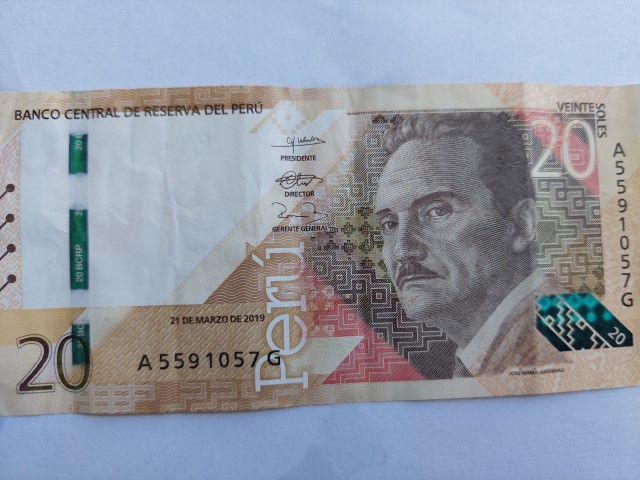 BANCO CENTRAL DE RESERVA DEL PERÚ
VEINTE SOLES
20
A5591057G
20
PRESIDENTE
DIRECTOR
GERENTE GENERAL
Perú
21 DE MARZO DE 2019
A5591057G
20 BCRP
20